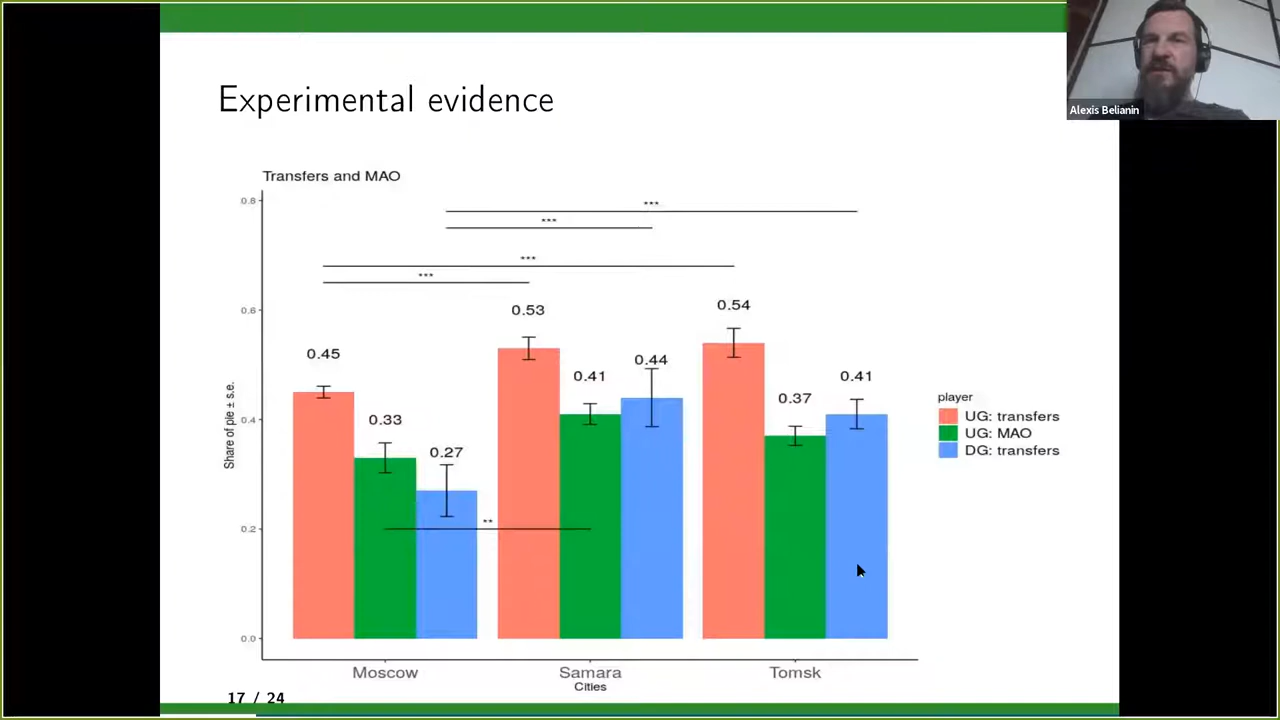 Experimental evidence
Alexis Belianin
Transfers and MAO
0.8
***
***
***
***
0.6
0.54
0.53
0.45
0.44
0.41
0.41
0.37
0.4
0.33
0.27
**
0.2
0.0
Share of pie ± s.e.
player
UG: transfers
UG: MAO
DG: transfers
Moscow
Samara
Tomsk
Cities
17 / 24